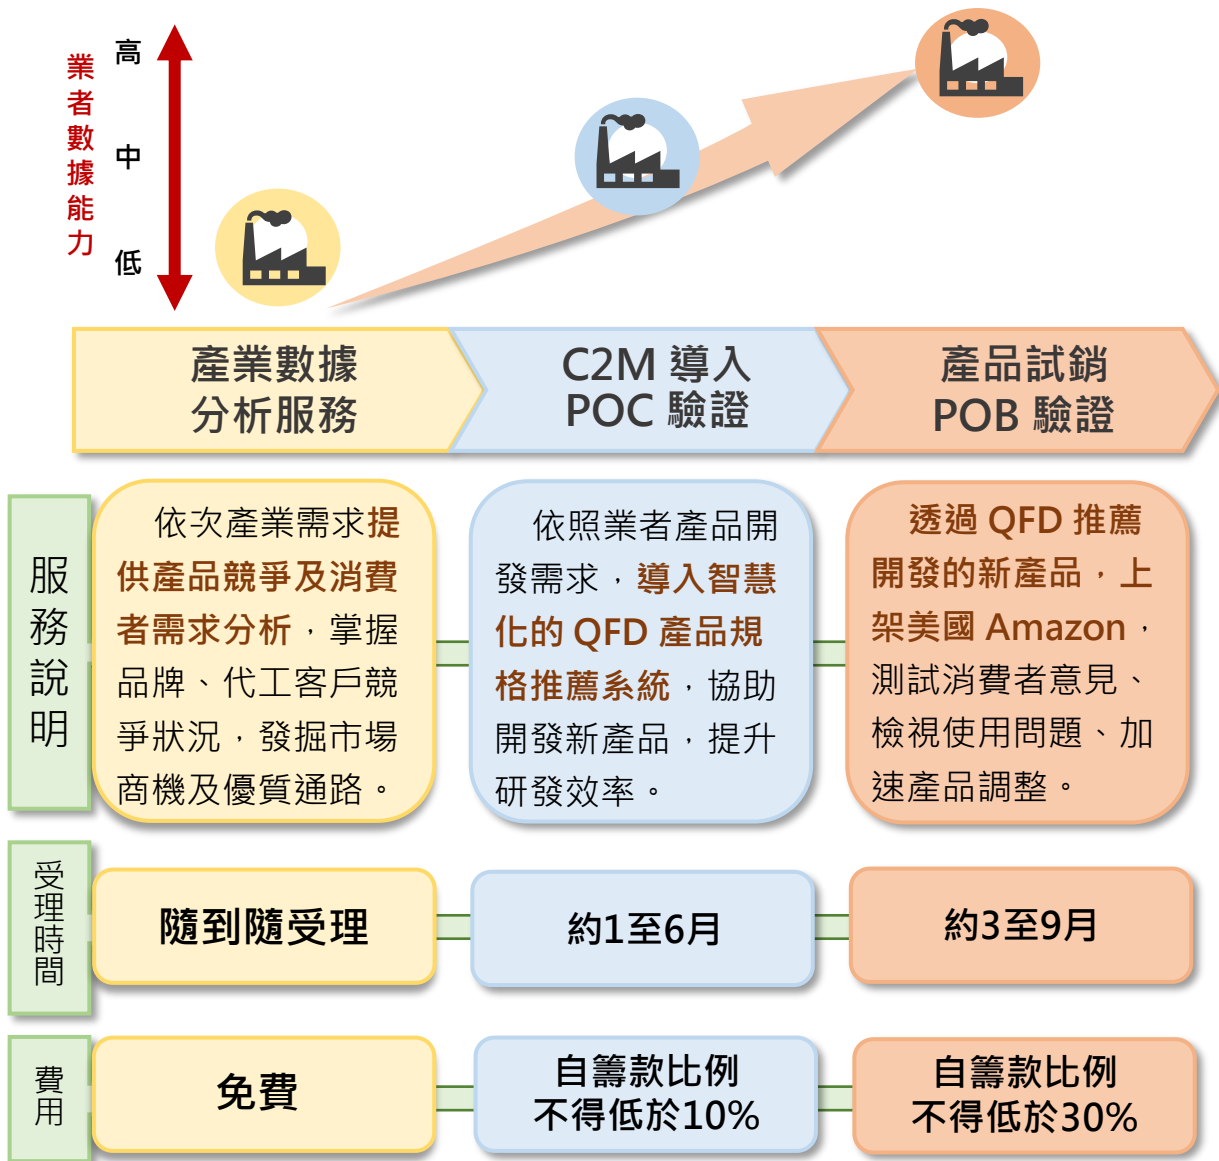 業者數據能力
高
中
低
產業數據
分析服務
C2M 導入
POC 驗證
產品試銷
POB 驗證
服務說明
依次產業需求提
供產品競爭及消費
者需求分析，掌握
品牌、代工客戶競
爭狀況，發掘市場
商機及優質通路。
依照業者產品開
發需求，導入智慧
化的 QFD 產品規
格推薦系統，協助
開發新產品，提升
研發效率。
透過 QFD 推薦
開發的新產品，上
架美國 Amazon，
測試消費者意見、
檢視使用問題、加
速產品調整。
受理時間
隨到隨受理
約1至6月
約3至9月
費用
免費
自籌款比例
不得低於10%
自籌款比例
不得低於30%